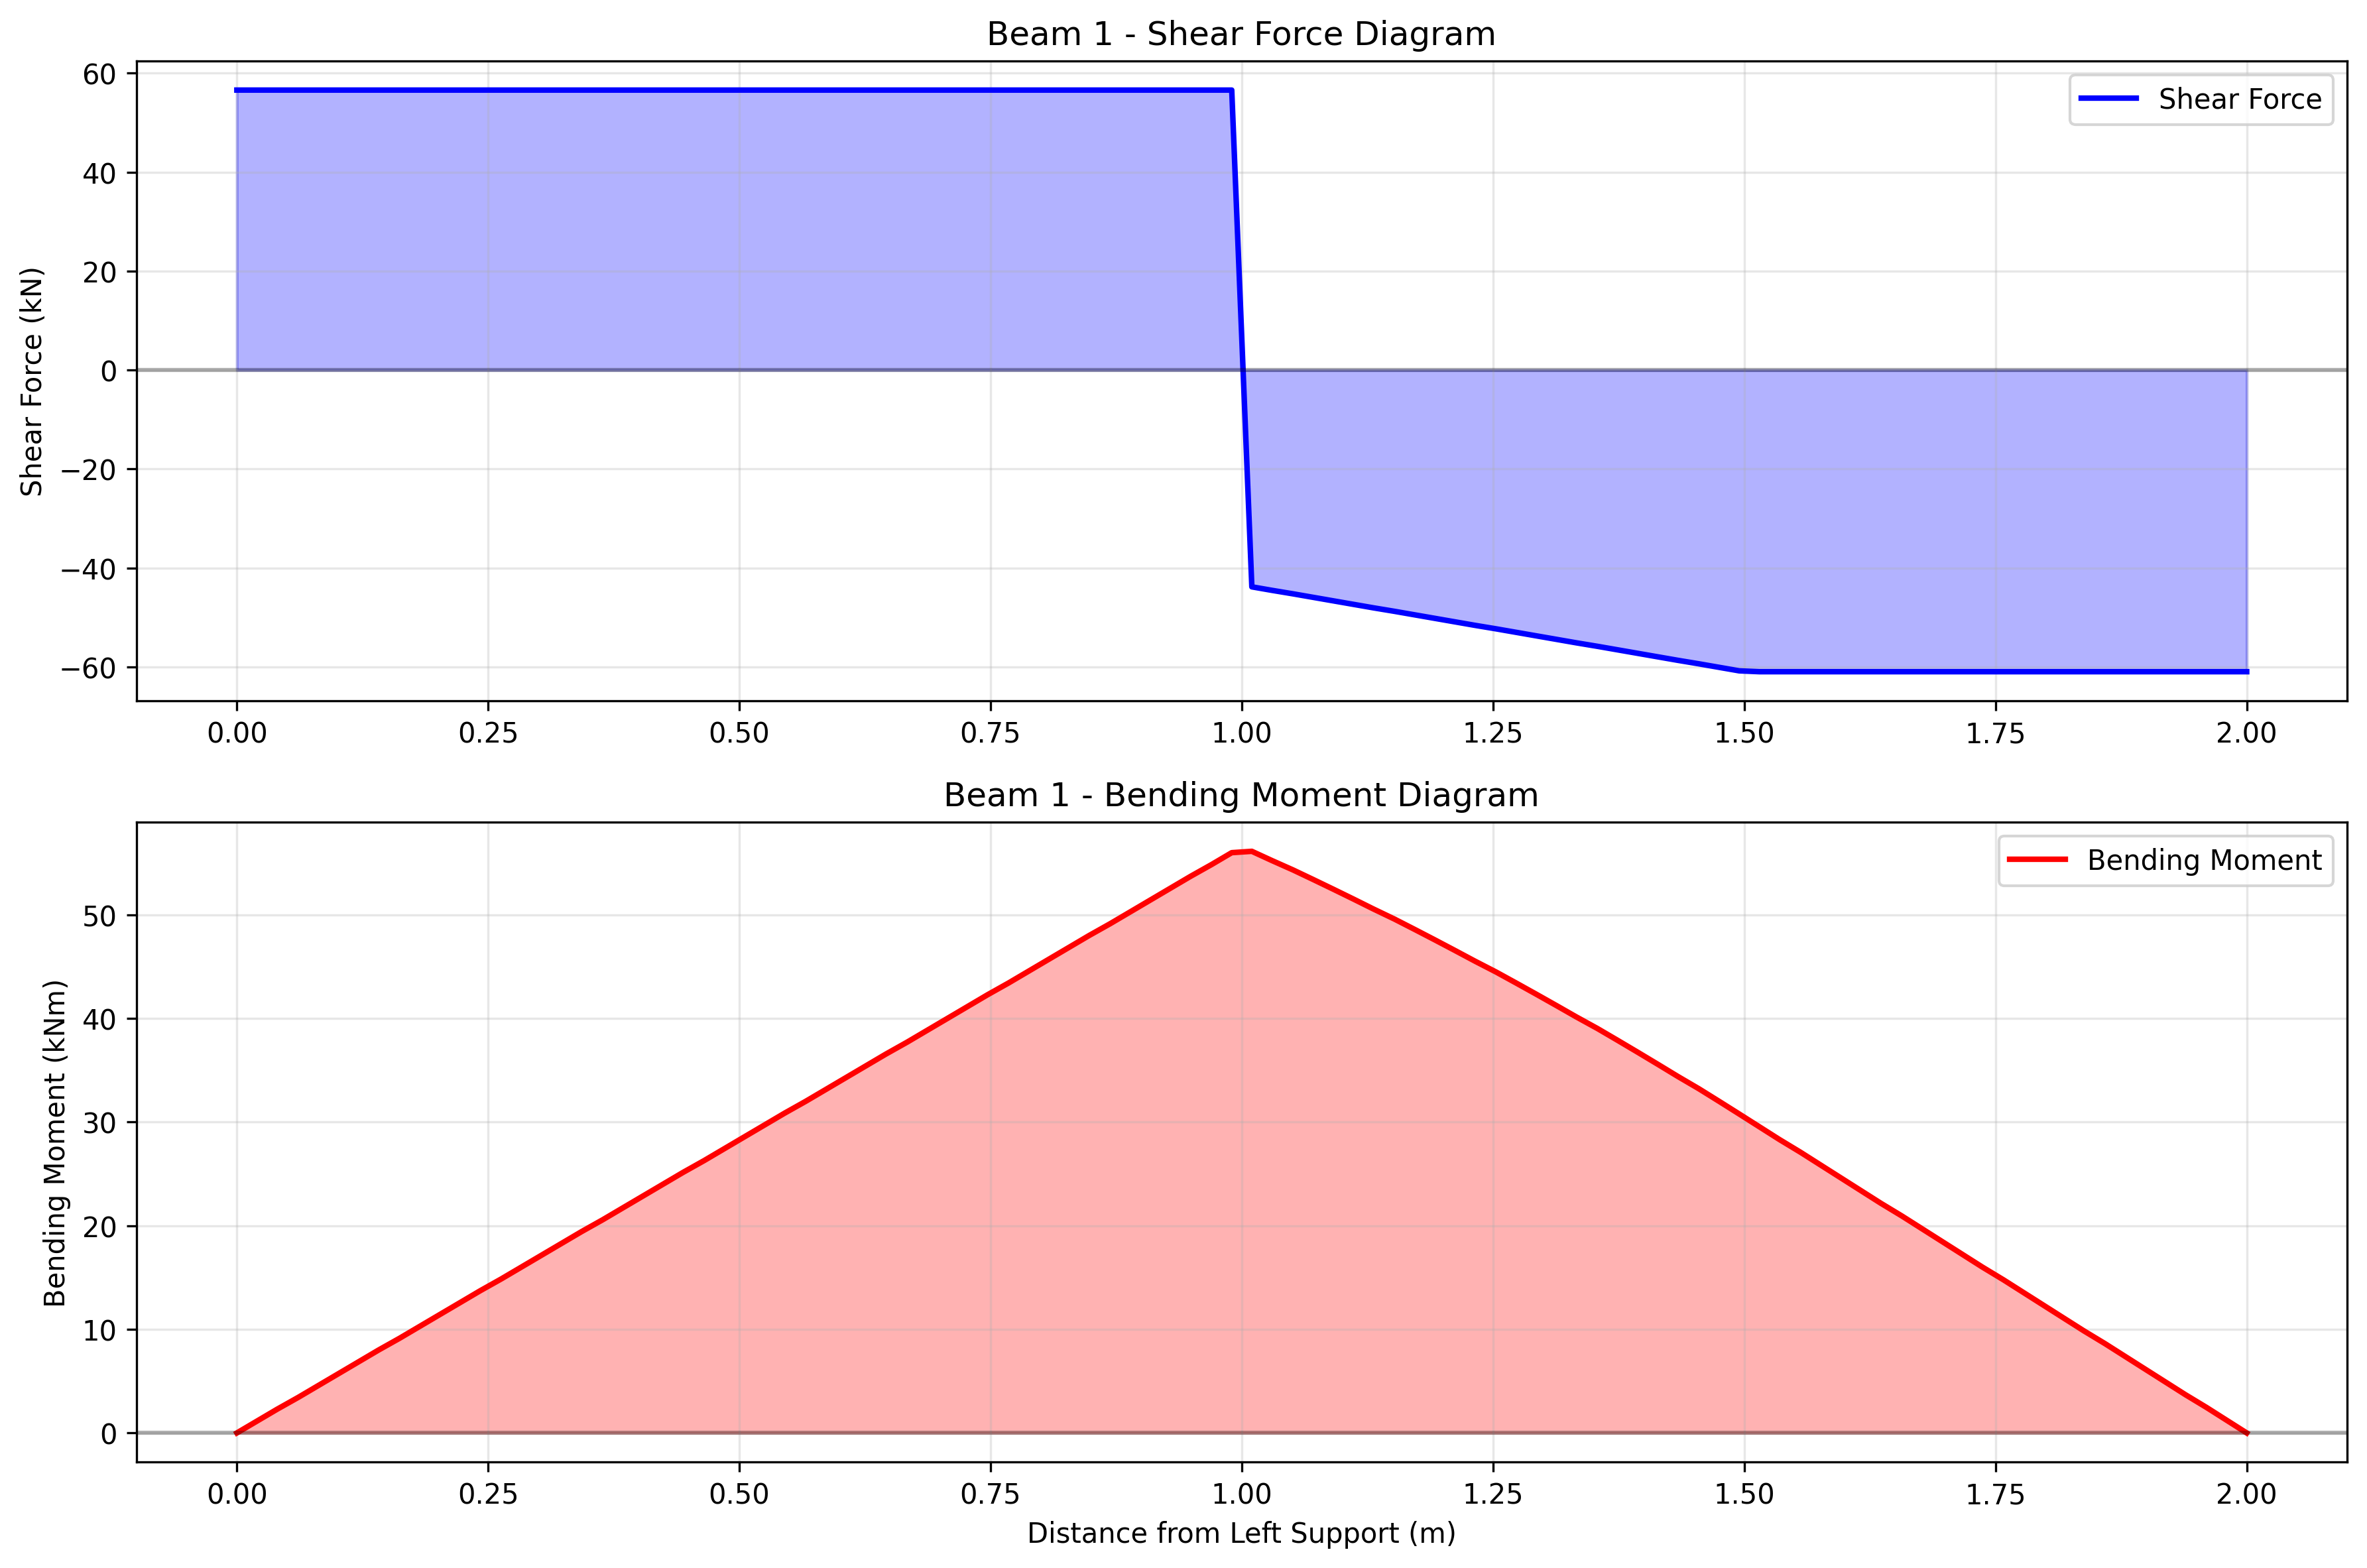 Beam 1 - Shear Force Diagram
Shear Force (kN)
60
40
20
0
−20
−40
−60
Shear Force
0.00 0.25 0.50 0.75 1.00 1.25 1.50 1.75 2.00
Beam 1 - Bending Moment Diagram
Bending Moment (kNm)
50
40
30
20
10
0
Bending Moment
0.00 0.25 0.50 0.75 1.00 1.25 1.50 1.75 2.00
Distance from Left Support (m)